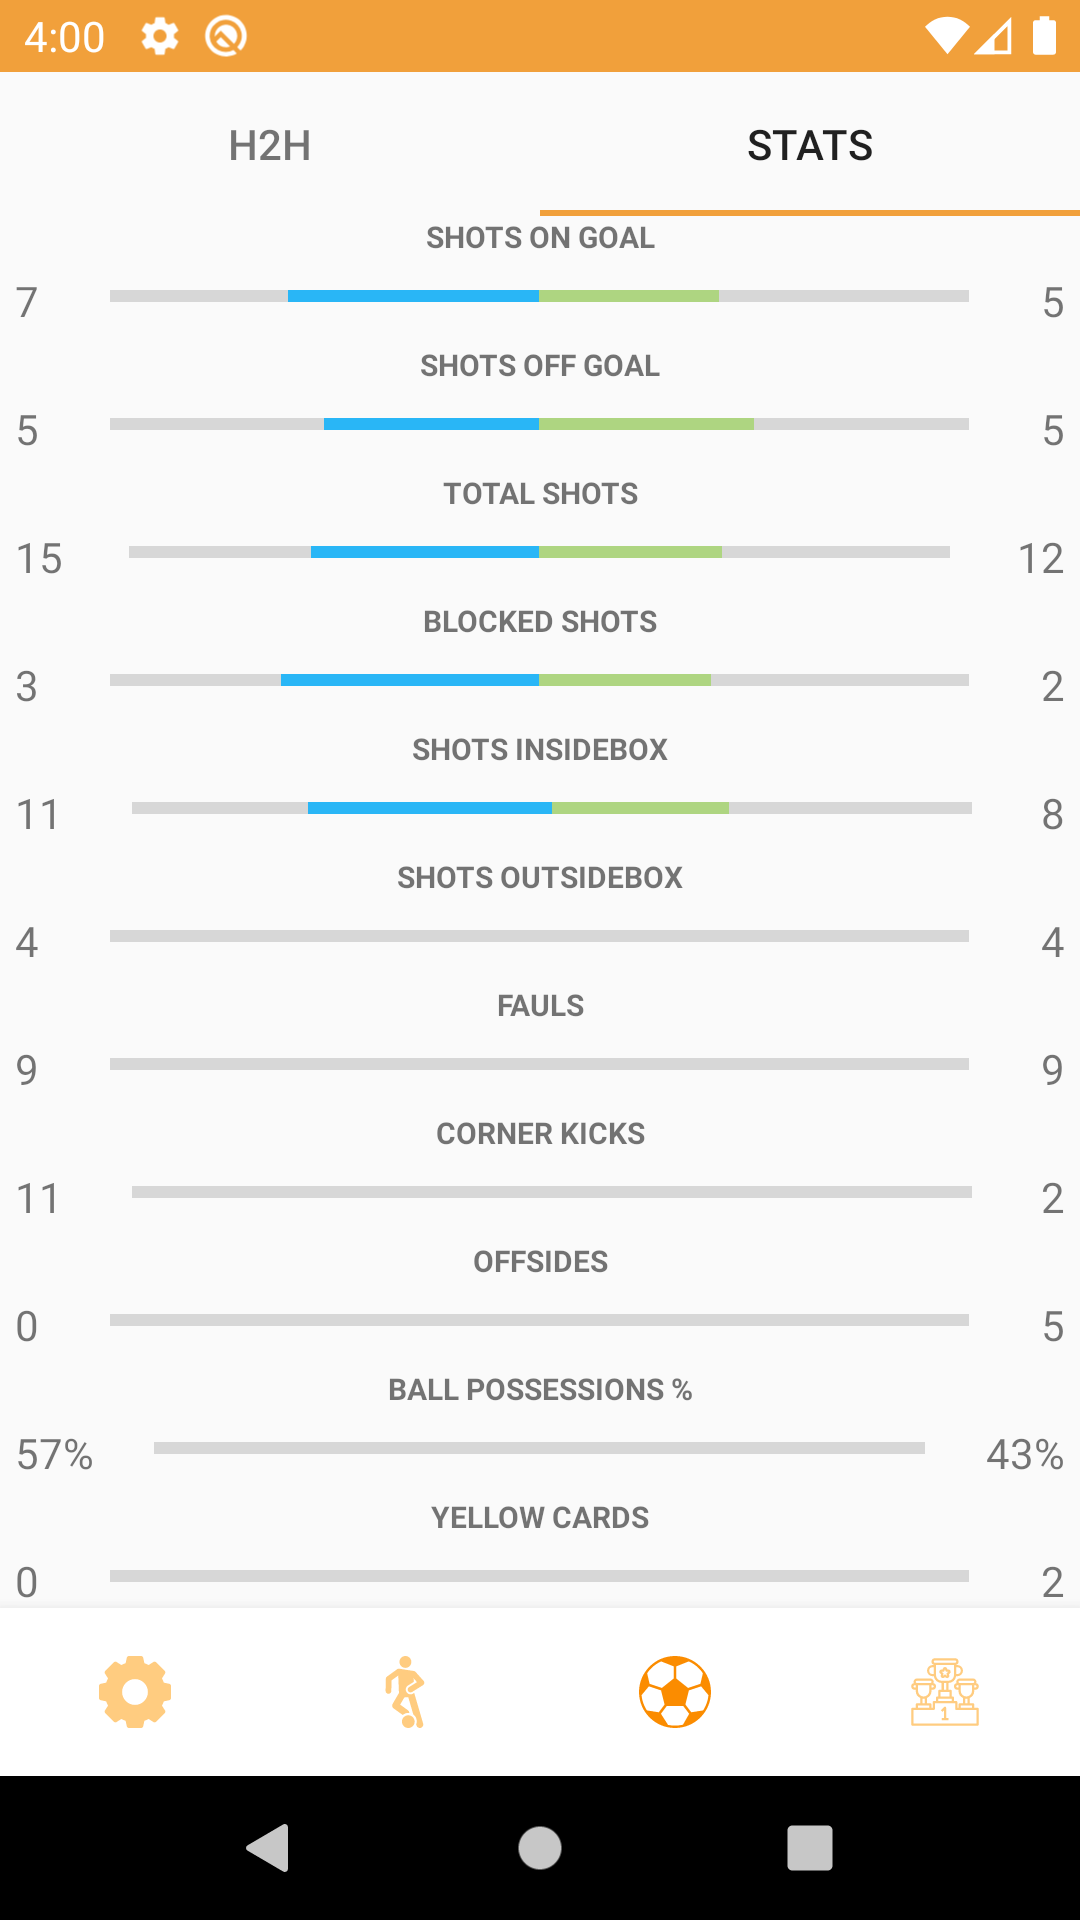 4:00
H2H STATS
SHOTS ON GOAL
7 5
SHOTS OFF GOAL
5 5
TOTAL SHOTS
15 12
BLOCKED SHOTS
3 2
SHOTS INSIDEBOX
11 8
SHOTS OUTSIDEBOX
4 4
FAULS
9 9
CORNER KICKS
11 2
OFFSIDES
0 5
BALL POSSESSIONS %
57% 43%
YELLOW CARDS
0 2
1